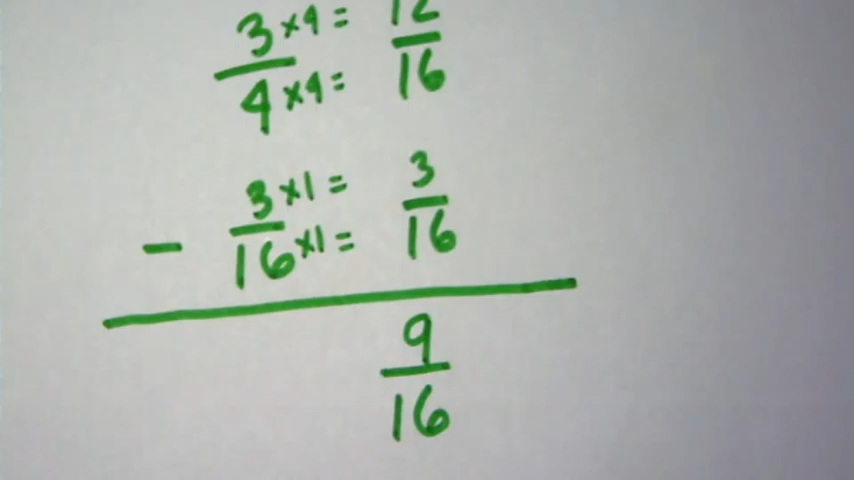 3 ×4 = 12
4 ×4 = 16
3 ×1 = 3
- 16 ×1 = 16
9
16